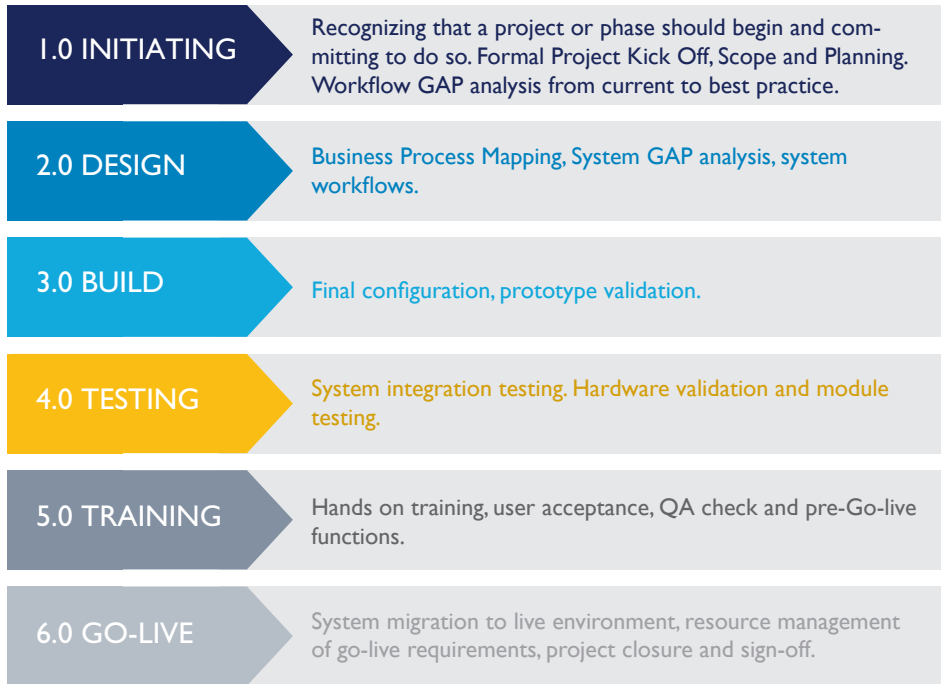 1.0 INITIATING
Recognizing that a project or phase should begin and com-
mitting to do so. Formal Project Kick Off, Scope and Planning.
Workflow GAP analysis from current to best practice.
2.0 DESIGN
Business Process Mapping, System GAP analysis, system
workflows.
3.0 BUILD
Final configuration, prototype validation.
4.0 TESTING
System integration testing. Hardware validation and module
testing.
5.0 TRAINING
Hands on training, user acceptance, QA check and pre-Go-live
functions.
6.0 GO-LIVE
System migration to live environment, resource management
of go-live requirements, project closure and sign-off.